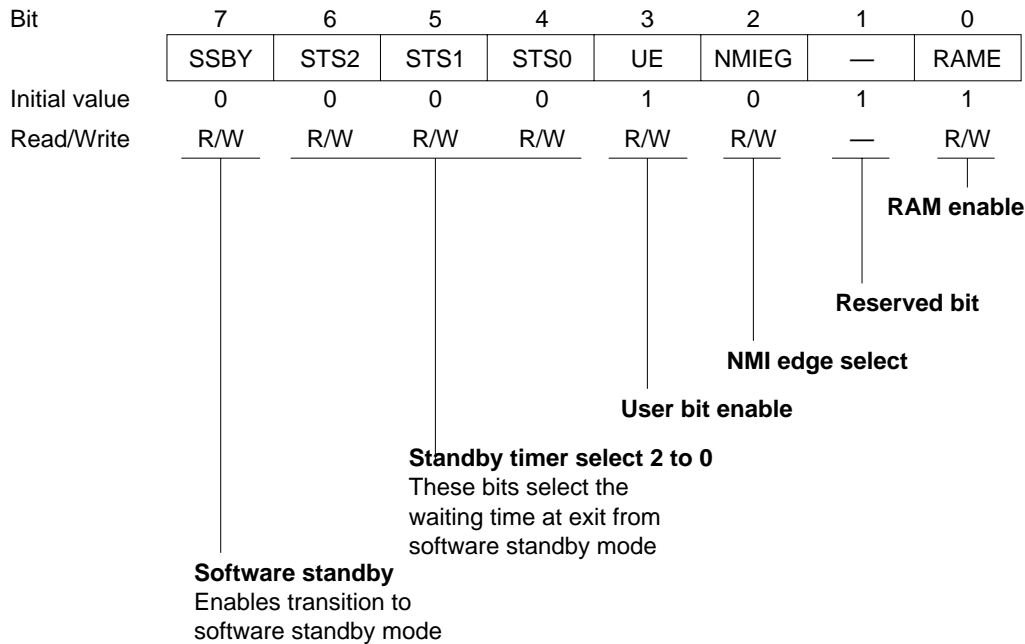 Bit 7 6 5 4 3 2 1 0
SSBY STS2 STS1 STS0 UE NMIEG — RAME
Initial value 0 0 0 0 1 0 1 1
Read/Write R/W R/W R/W R/W R/W R/W — R/W
RAM enable
Reserved bit
NMI edge select
User bit enable
Standby timer select 2 to 0
These bits select the
waiting time at exit from
software standby mode
Software standby
Enables transition to
software standby mode